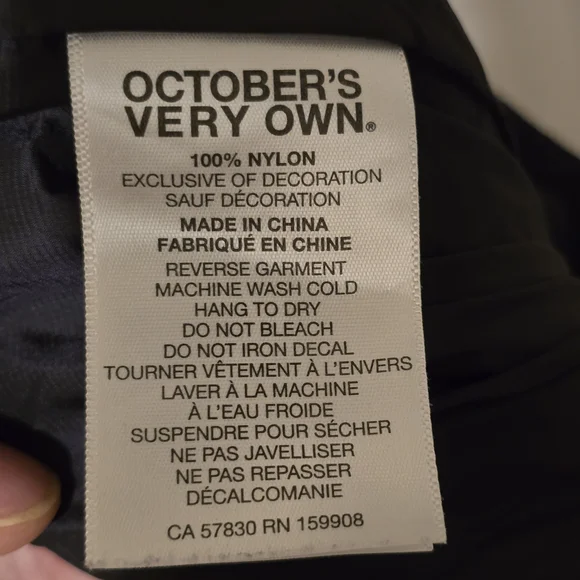 OCTOBER'S
VERY OWN®
100% NYLON
EXCLUSIVE OF DECORATION
SAUF DÉCORATION
MADE IN CHINA
FABRIQUÉ EN CHINE
REVERSE GARMENT
MACHINE WASH COLD
HANG TO DRY
DO NOT BLEACH
DO NOT IRON DECAL
TOURNER VÊTEMENT À L'ENVERS
LAVER À LA MACHINE
À L'EAU FROIDE
SUSPENDRE POUR SÉCHER
NE PAS JAVELLISER
NE PAS REPASSER
DÉCALCOMANIE
CA 57830 RN 159908